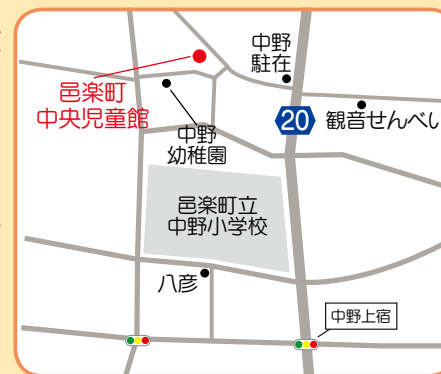 中野
駐在
邑楽町
中央児童館
中野
幼稚園
20
観音せんべい
邑楽町立
中野小学校
八彦
中野上宿